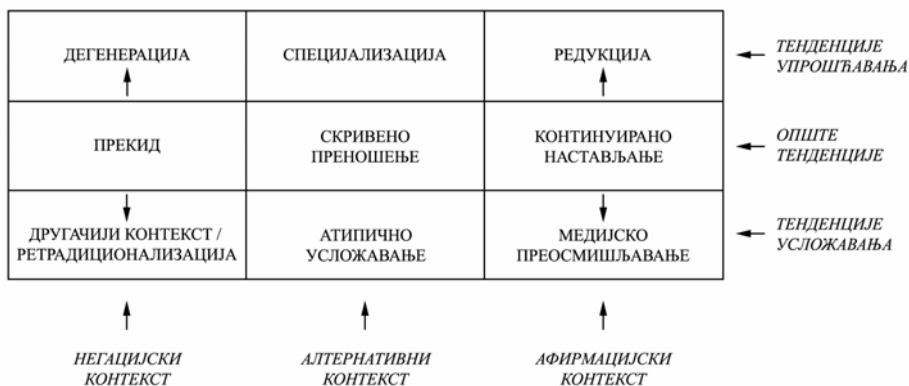 ДЕГЕНЕРАЦИЈА
СПЕЦИЈАЛИЗАЦИЈА
РЕДУКЦИЈА
ТЕНДЕНЦИЈЕ
УПРОШЋАВАЊА
ПРЕКИД
СКРИВЕНО
ПРЕНОШЕЊЕ
КОНТИНУИРАНО
НАСТАВЉАЊЕ
ОПШТЕ
ТЕНДЕНЦИЈЕ
ДРУГАЧИЈИ КОНТЕКСТ /
РЕТРАДИЦИОНАЛИЗАЦИЈА
АТИПИЧНО
УСЛОЖАВАЊЕ
МЕДИЈСКО
ПРЕОСМИШЉАВАЊЕ
ТЕНДЕНЦИЈЕ
УСЛОЖАВАЊА
НЕГАЦИЈСКИ
КОНТЕКСТ
АЛТЕРНАТИВНИ
КОНТЕКСТ
АФИРМАЦИЈСКИ
КОНТЕКСТ